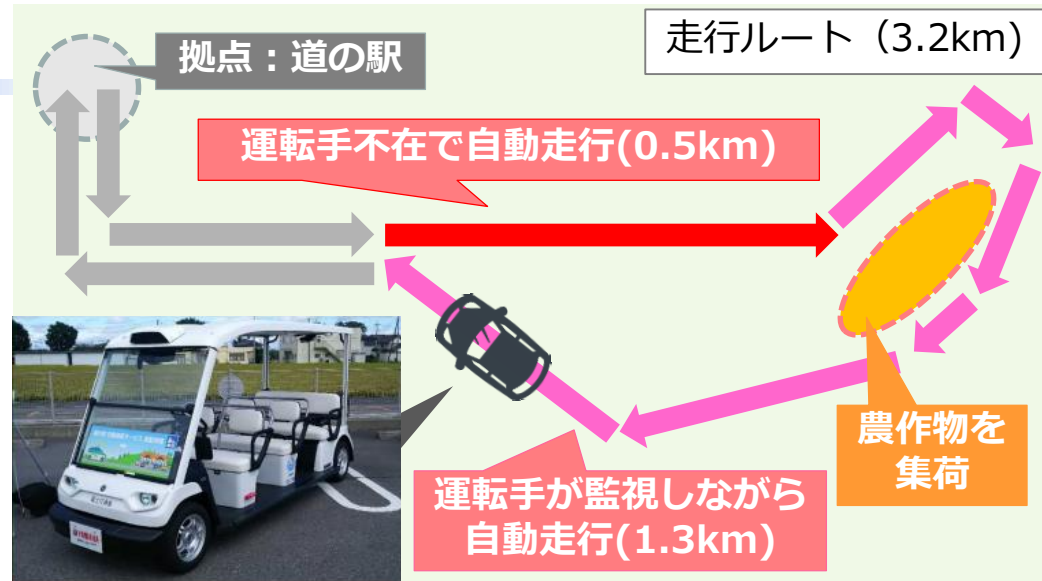 走行ルート（3.2km)
拠点：道の駅
運転手不在で自動走行(0.5km)
農作物を
集荷
運転手が監視しながら
自動走行(1.3km)